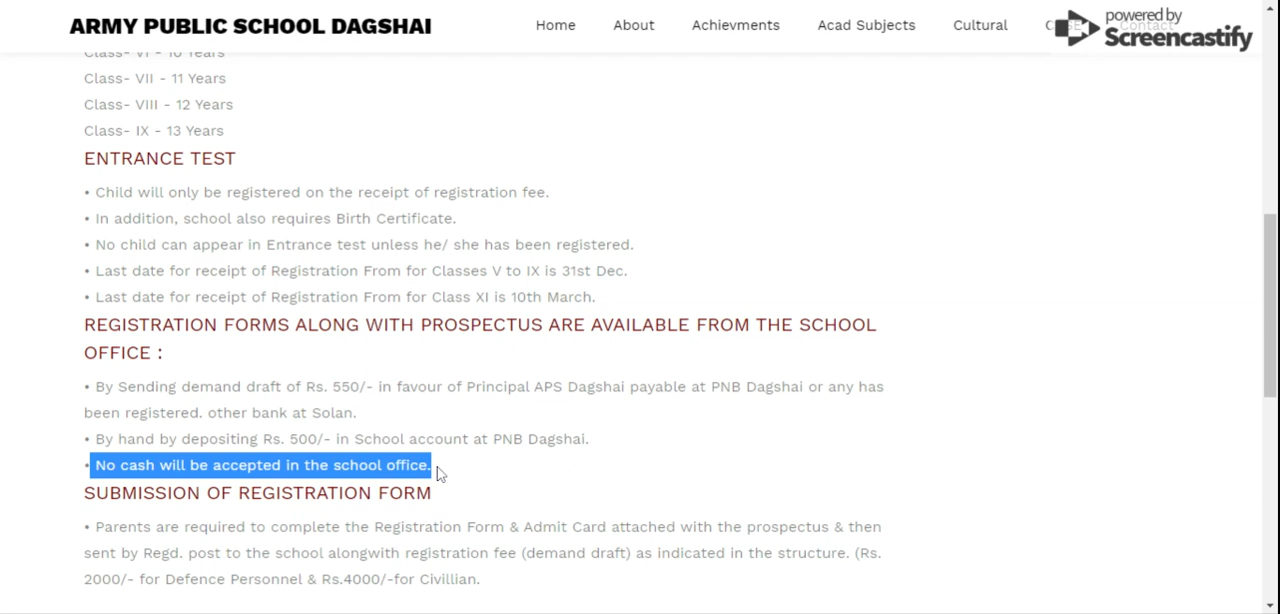 ARMY PUBLIC SCHOOL DAGSHAI
Home About Achievments Acad Subjects Cultural Contact
powered by
Screencastify
Class- VI - 10 Years
Class- VII - 11 Years
Class- VIII - 12 Years
Class- IX - 13 Years
ENTRANCE TEST
• Child will only be registered on the receipt of registration fee.
• In addition, school also requires Birth Certificate.
• No child can appear in Entrance test unless he/ she has been registered.
• Last date for receipt of Registration From for Classes V to IX is 31st Dec.
• Last date for receipt of Registration From for Class XI is 10th March.
REGISTRATION FORMS ALONG WITH PROSPECTUS ARE AVAILABLE FROM THE SCHOOL
OFFICE :
• By Sending demand draft of Rs. 550/- in favour of Principal APS Dagshai payable at PNB Dagshai or any has
been registered. other bank at Solan.
• By hand by depositing Rs. 500/- in School account at PNB Dagshai.
• No cash will be accepted in the school office.
SUBMISSION OF REGISTRATION FORM
• Parents are required to complete the Registration Form & Admit Card attached with the prospectus & then
sent by Regd. post to the school alongwith registration fee (demand draft) as indicated in the structure. (Rs.
2000/- for Defence Personnel & Rs.4000/-for Civillian.